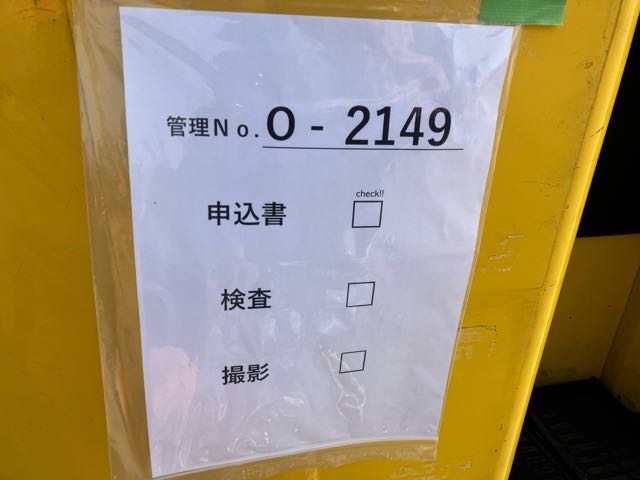 管理No. O - 2149
check!!
申込書 □
検査 □
撮影 □